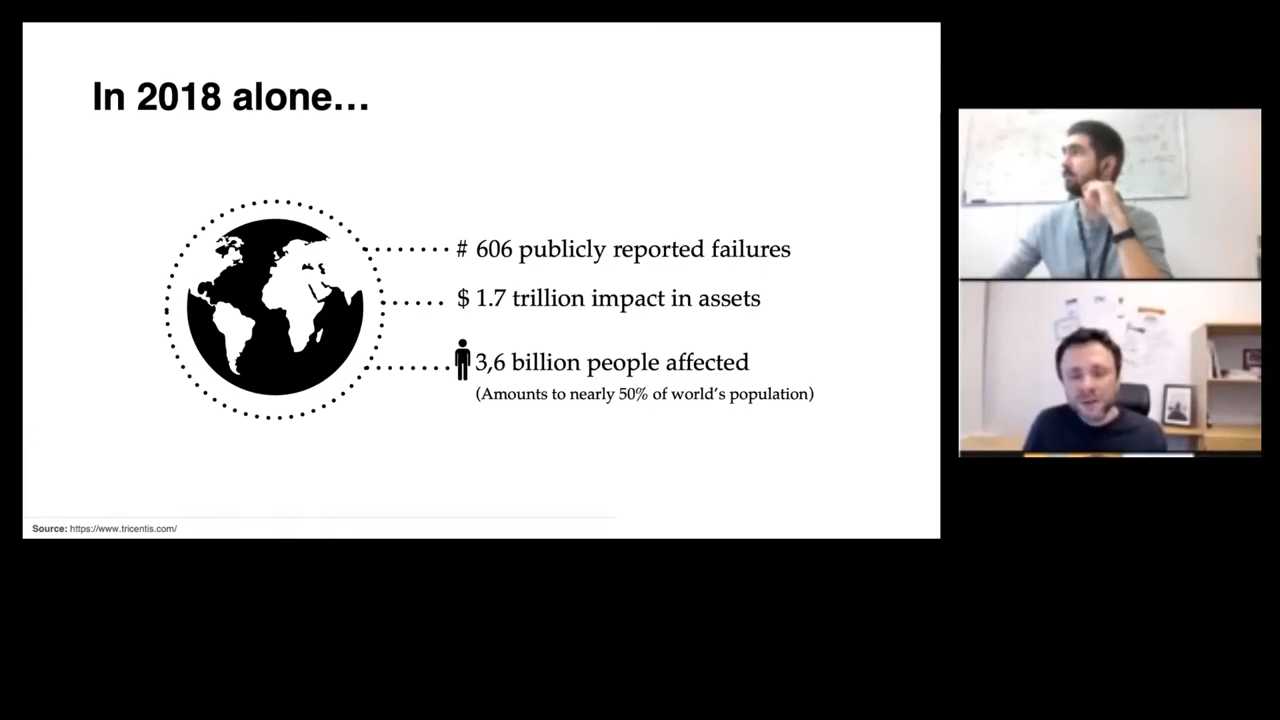 In 2018 alone…
# 606 publicly reported failures
$ 1.7 trillion impact in assets
3,6 billion people affected
(Amounts to nearly 50% of world's population)
Source: https://www.tricentis.com/